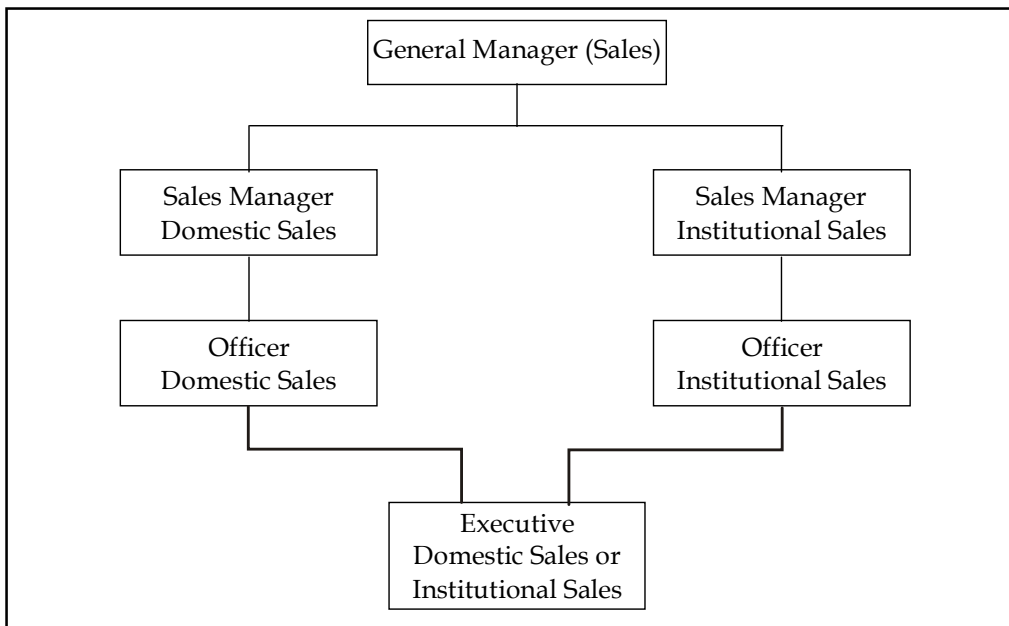 General Manager (Sales)
Sales Manager
Domestic Sales
Sales Manager
Institutional Sales
Officer
Domestic Sales
Officer
Institutional Sales
Executive
Domestic Sales or
Institutional Sales